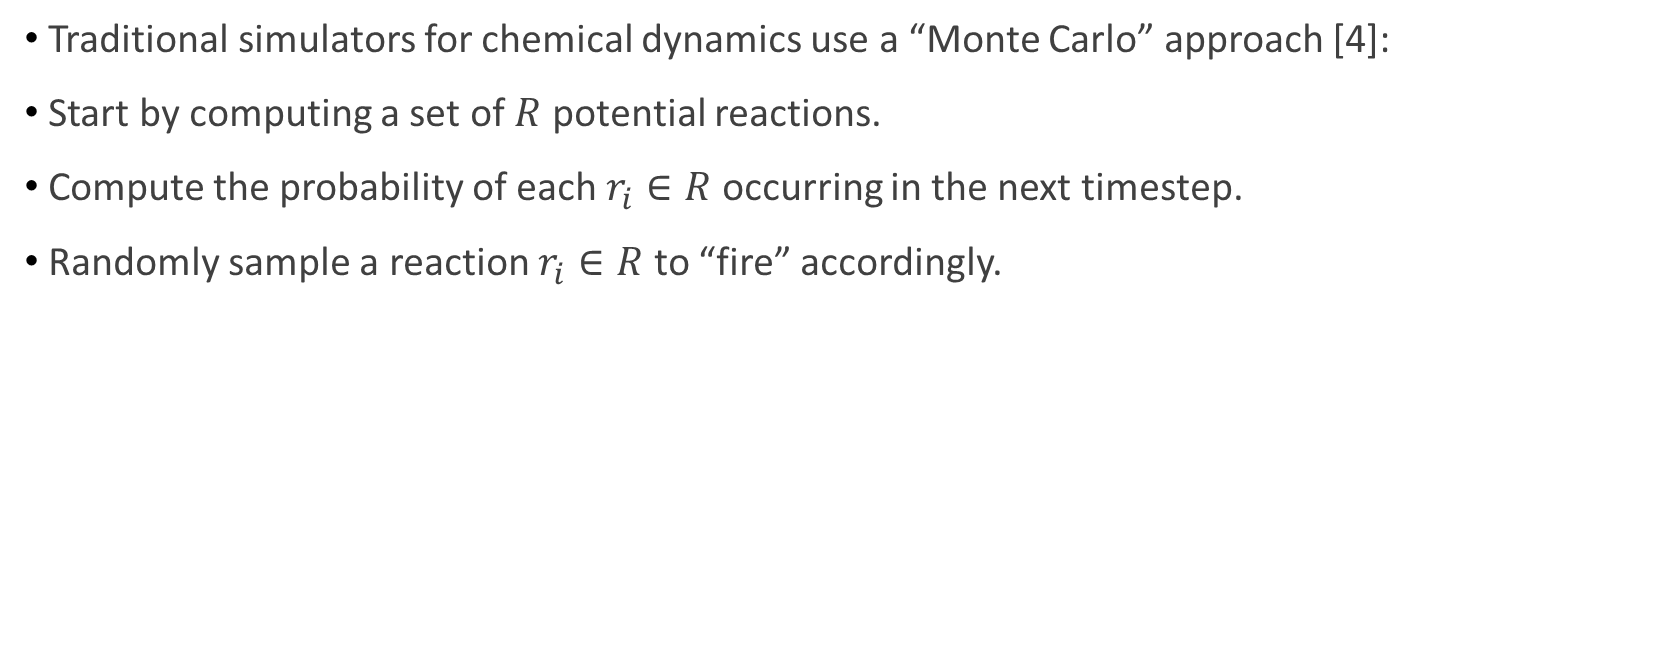 • Traditional simulators for chemical dynamics use a “Monte Carlo” approach [4]:
• Start by computing a set of R potential reactions.
• Compute the probability of each rᵢ ∈ R occurring in the next timestep.
• Randomly sample a reaction rᵢ ∈ R to “fire” accordingly.